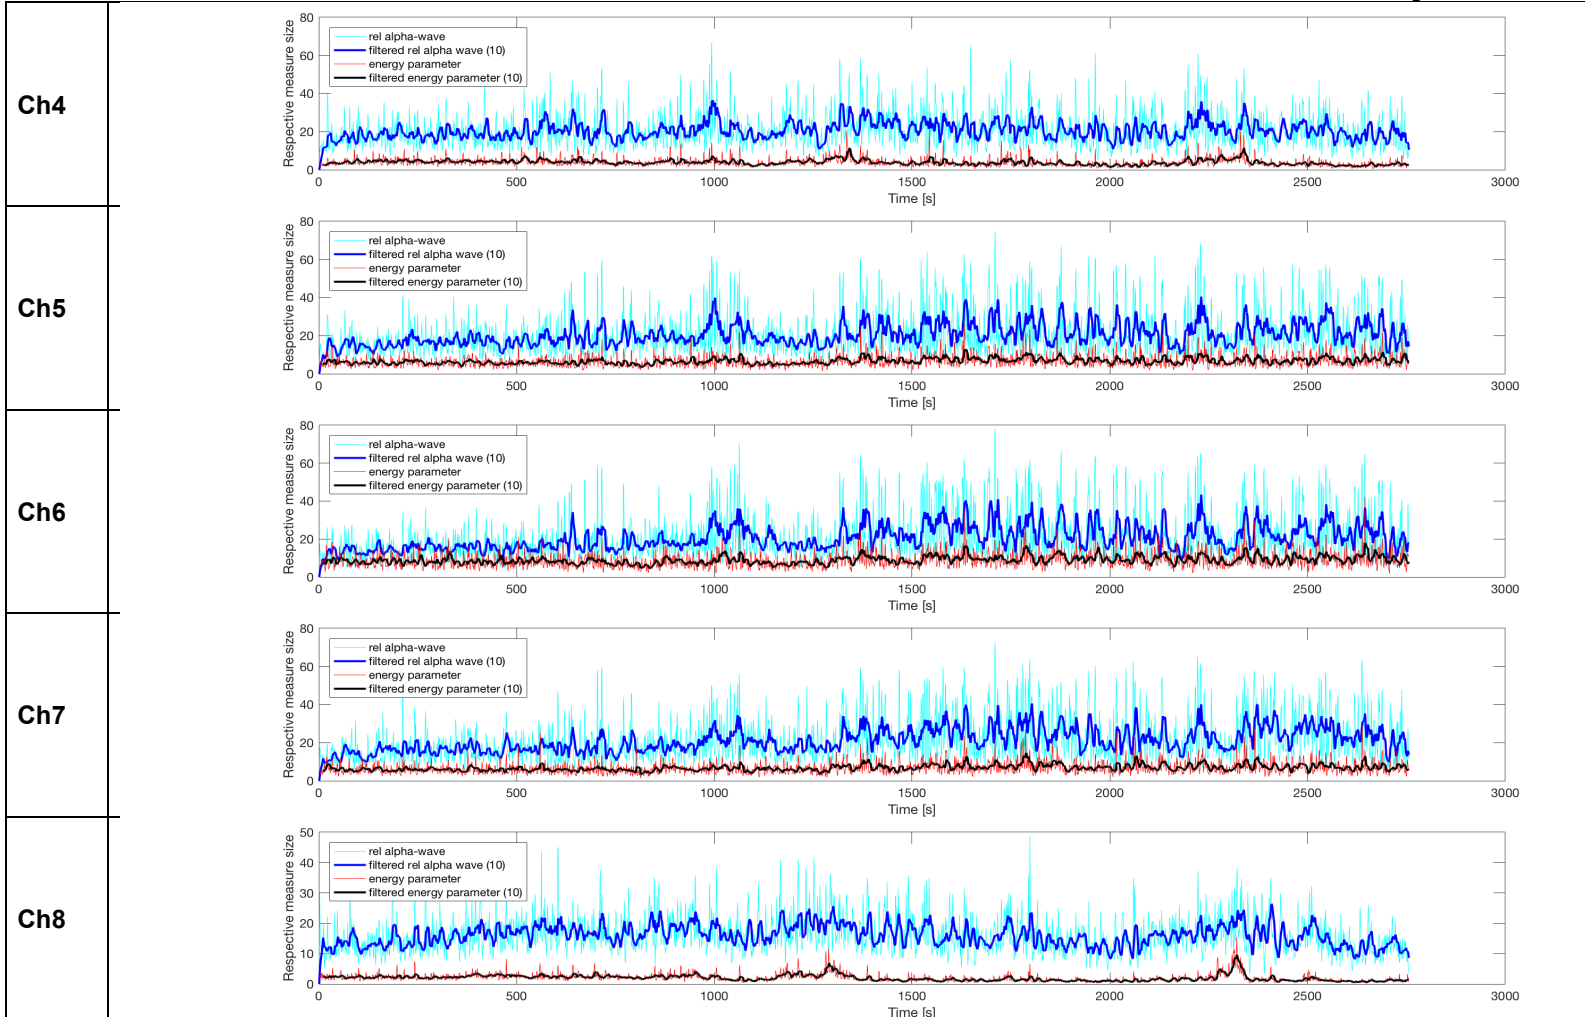 Ch4
Respective measure size
80
60
40
20
0
rel alpha-wave
filtered rel alpha wave (10)
energy parameter
filtered energy parameter (10)
0 500 1000 1500 2000 2500 3000
Time [s]
Ch5
Respective measure size
80
60
40
20
0
rel alpha-wave
filtered rel alpha wave (10)
energy parameter
filtered energy parameter (10)
0 500 1000 1500 2000 2500 3000
Time [s]
Ch6
Respective measure size
80
60
40
20
0
rel alpha-wave
filtered rel alpha wave (10)
energy parameter
filtered energy parameter (10)
0 500 1000 1500 2000 2500 3000
Time [s]
Ch7
Respective measure size
80
60
40
20
0
rel alpha-wave
filtered rel alpha wave (10)
energy parameter
filtered energy parameter (10)
0 500 1000 1500 2000 2500 3000
Time [s]
Ch8
Respective measure size
50
40
30
20
10
0
rel alpha-wave
filtered rel alpha wave (10)
energy parameter
filtered energy parameter (10)
0 500 1000 1500 2000 2500 3000
Time [s]